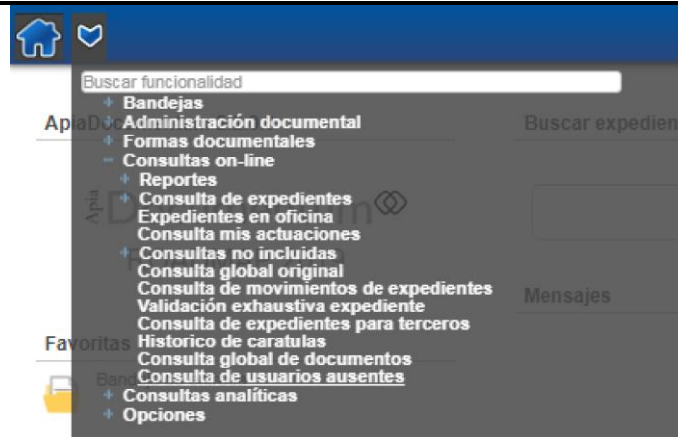 Buscar funcionalidad
Bandejas
Administración documental
Formas documentales
Consultas on-line
Reportes
Consulta de expedientes
Expedientes en oficina
Consulta mis actuaciones
Consultas no incluidas
Consulta global original
Consulta de movimientos de expedientes
Validación exhaustiva expediente
Consulta de expedientes para terceros
Historico de caratulas
Consulta global de documentos
Consulta de usuarios ausentes
Consultas analíticas
Opciones
Buscar expedien
Mensajes
Favoritas
Apia